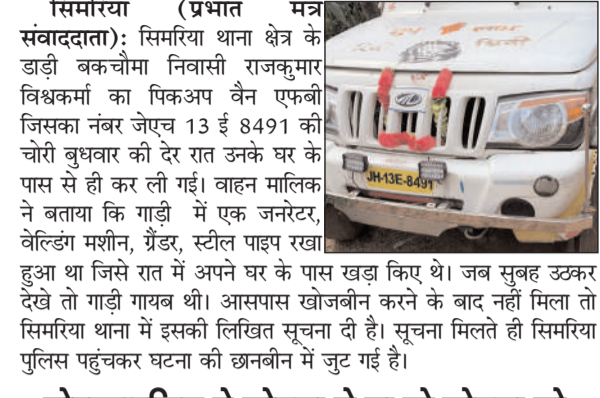 सिमरिया (प्रभात मंत्र
संवाददाता): सिमरिया थाना क्षेत्र के
डाड़ी बकचौमा निवासी राजकुमार
विश्वकर्मा का पिकअप वैन एफबी
जिसका नंबर जेएच 13 ई 8491 की
चोरी बुधवार की देर रात उनके घर के
पास से ही कर ली गई। वाहन मालिक
ने बताया कि गाड़ी में एक जनरेटर,
वेल्डिंग मशीन, ग्रैंडर, स्टील पाइप रखा
हुआ था जिसे रात में अपने घर के पास खड़ा किए थे। जब सुबह उठकर
देखे तो गाड़ी गायब थी। आसपास खोजबीन करने के बाद नहीं मिला तो
सिमरिया थाना में इसकी लिखित सूचना दी है। सूचना मिलते ही सिमरिया
पुलिस पहुंचकर घटना की छानबीन में जुट गई है।
JH-13E-8491